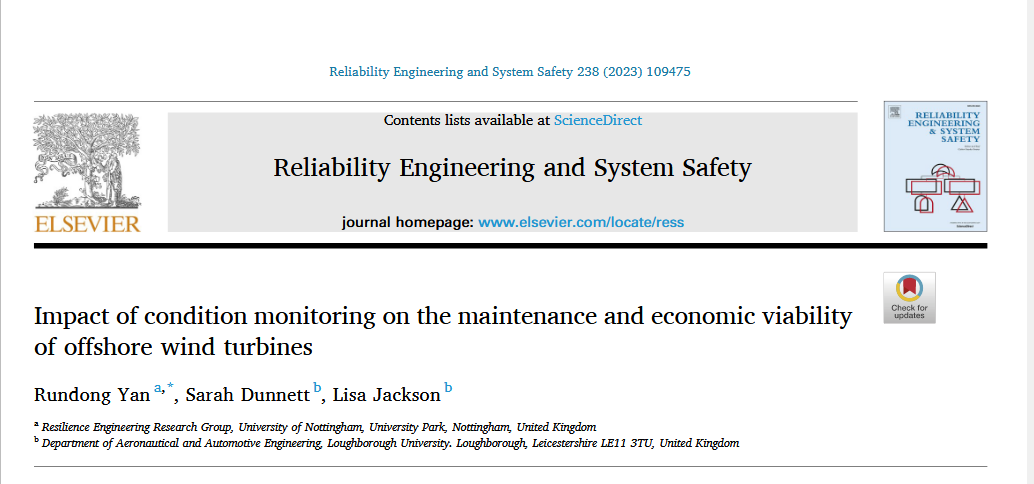 Reliability Engineering and System Safety 238 (2023) 109475
Contents lists available at ScienceDirect
Reliability Engineering and System Safety
journal homepage: www.elsevier.com/locate/ress
ELSEVIER
RELIABILITY
ENGINEERING
& SYSTEM
SAFETY
Check for
updates
Impact of condition monitoring on the maintenance and economic viability
of offshore wind turbines
Rundong Yan a,*, Sarah Dunnett b, Lisa Jackson b
a Resilience Engineering Research Group, University of Nottingham, University Park, Nottingham, United Kingdom
b Department of Aeronautical and Automotive Engineering, Loughborough University. Loughborough, Leicestershire LE11 3TU, United Kingdom